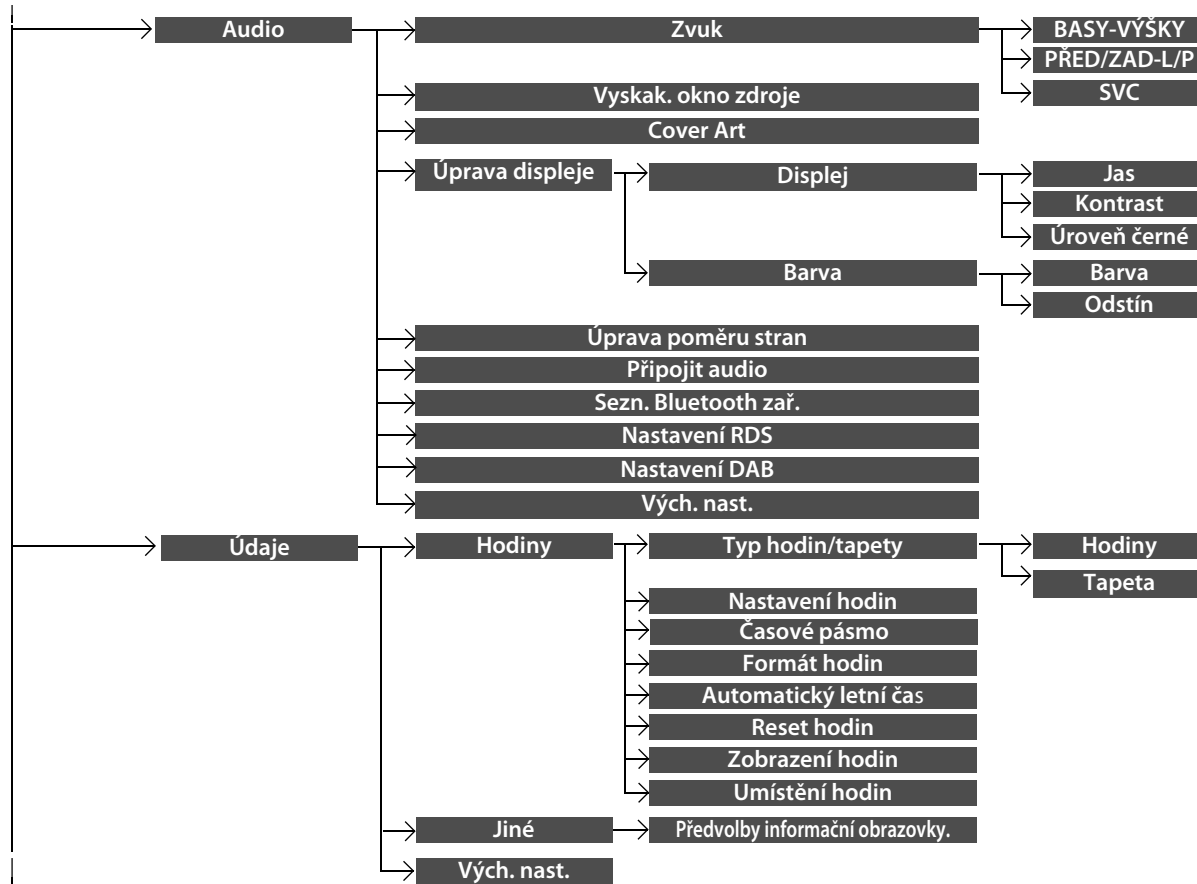 Audio
Zvuk
BASY-VÝŠKY
PŘED/ZAD-L/P
SVC
Vyskak. okno zdroje
Cover Art
Úprava displeje
Displej
Jas
Kontrast
Úroveň černé
Barva
Barva
Odstín
Úprava poměru stran
Připojit audio
Sezn. Bluetooth zař.
Nastavení RDS
Nastavení DAB
Vých. nast.
Údaje
Hodiny
Typ hodin/tapety
Hodiny
Tapeta
Nastavení hodin
Časové pásmo
Formát hodin
Automatický letní čas
Reset hodin
Zobrazení hodin
Umístění hodin
Jiné
Předvolby informační obrazovky.
Vých. nast.